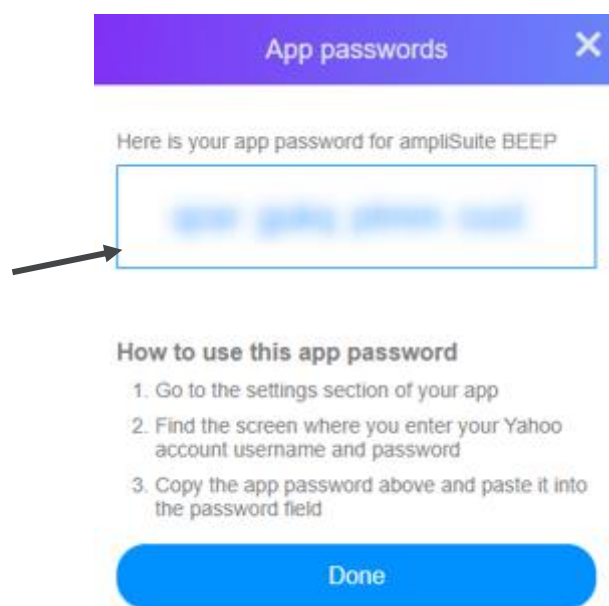 App passwords
Here is your app password for ampliSuite BEEP
How to use this app password
1. Go to the settings section of your app
2. Find the screen where you enter your Yahoo
account username and password
3. Copy the app password above and paste it into
the password field
Done